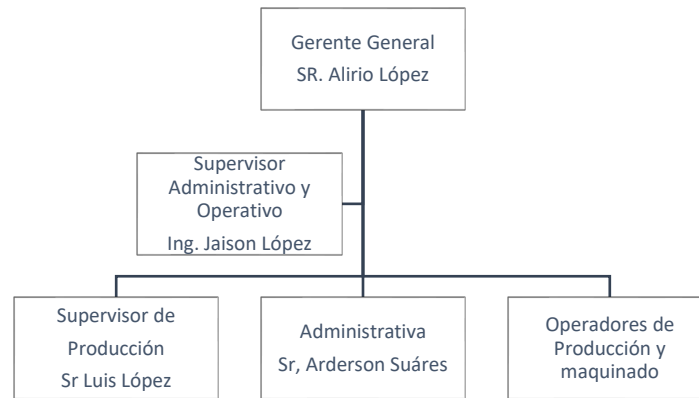 Gerente General
SR. Alirio López
Supervisor
Administrativo y
Operativo
Ing. Jaison López
Supervisor de
Producción
Sr Luis López
Administrativa
Sr, Arderson Suáres
Operadores de
Producción y
maquinado